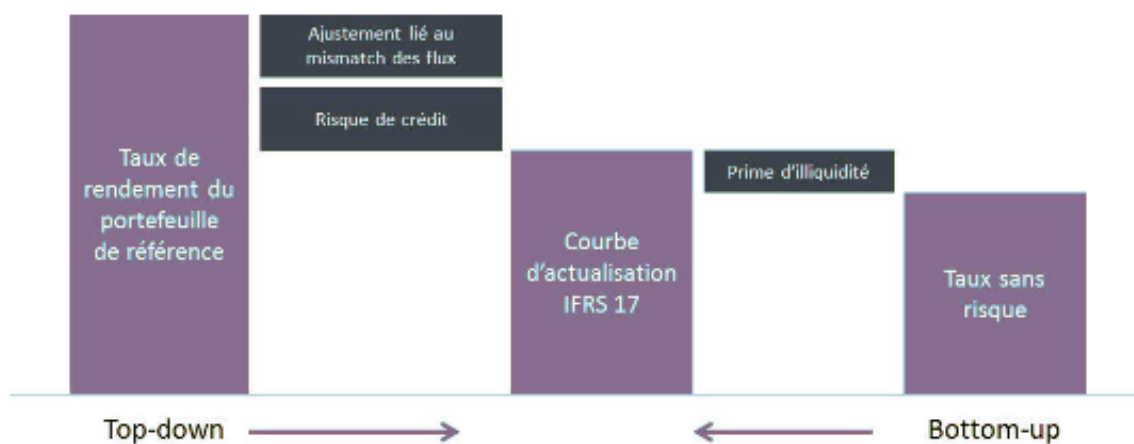 Ajustement lié au
mismatch des flux
Risque de crédit
Taux de
rendement du
portefeuille
de référence
Prime d'illiquidité
Courbe
d'actualisation
IFRS 17
Taux sans
risque
Top-down
Bottom-up